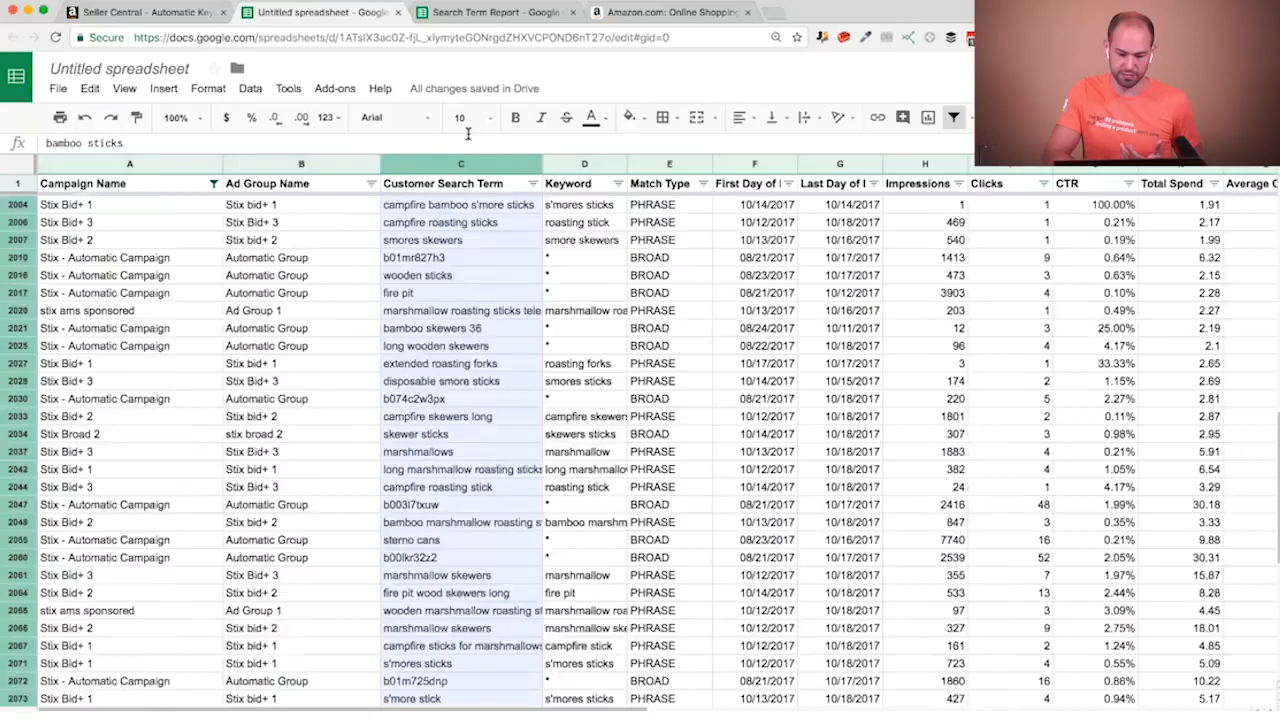 Seller Central - Automatic Ke × Untitled spreadsheet - Google × Search Term Report - Google × Amazon.com: Online Shopping ×
Secure https://docs.google.com/spreadsheets/d/
Untitled spreadsheet
File Edit View Insert Format Data Tools Add-ons Help All changes saved in Drive
100% $ % .0 .00 123 Arial 10 B I S A
fx bamboo sticks
A B C D E F G H
1 Campaign Name Ad Group Name Customer Search Term Keyword Match Type First Day of Last Day of Impressions Clicks CTR Total Spend Average
2004 Stix Bid+ 1 Stix bid+ 1 campfire bamboo s'more sticks s'mores sticks PHRASE 10/14/2017 10/14/2017 1 1 100.00% 1.91
2006 Stix Bid+ 3 Stix Bid+ 3 campfire roasting sticks roasting stick PHRASE 10/12/2017 10/18/2017 469 1 0.21% 2.17
2007 Stix Bid+ 2 Stix bid+ 2 smores skewers smore skewers PHRASE 10/13/2017 10/16/2017 540 1 0.19% 1.99
2010 Stix - Automatic Campaign Automatic Group b01mr827h3 * BROAD 08/21/2017 10/17/2017 1413 9 0.64% 6.32
2016 Stix - Automatic Campaign Automatic Group wooden sticks * BROAD 08/23/2017 10/17/2017 473 3 0.63% 2.15
2017 Stix - Automatic Campaign Automatic Group fire pit * BROAD 08/21/2017 10/12/2017 3903 4 0.10% 2.28
2020 stix ams sponsored Ad Group 1 marshmallow roasting sticks tele marshmallow roa PHRASE 10/13/2017 10/16/2017 203 1 0.49% 2.27
2021 Stix - Automatic Campaign Automatic Group bamboo skewers 36 * BROAD 08/24/2017 10/11/2017 12 3 25.00% 2.19
2025 Stix - Automatic Campaign Automatic Group long wooden skewers * BROAD 08/22/2017 10/18/2017 96 4 4.17% 2.1
2027 Stix Bid+ 1 Stix bid+ 1 extended roasting forks roasting forks PHRASE 10/17/2017 10/17/2017 3 1 33.33% 2.65
2028 Stix Bid+ 3 Stix Bid+ 3 disposable smore sticks smores sticks PHRASE 10/14/2017 10/15/2017 174 2 1.15% 2.69
2030 Stix - Automatic Campaign Automatic Group b074c2w3px * BROAD 08/21/2017 10/18/2017 220 5 2.27% 2.81
2033 Stix Bid+ 2 Stix bid+ 2 campfire skewers long campfire skewers PHRASE 10/12/2017 10/18/2017 1801 2 0.11% 2.87
2034 Stix Broad 2 stix broad 2 skewer sticks skewers sticks BROAD 10/14/2017 10/18/2017 307 3 0.98% 2.95
2037 Stix Bid+ 3 Stix Bid+ 3 marshmallows marshmallow PHRASE 10/13/2017 10/18/2017 1883 4 0.21% 5.91
2042 Stix Bid+ 1 Stix bid+ 1 long marshmallow roasting sticks long marshmallo PHRASE 10/12/2017 10/18/2017 382 4 1.05% 6.54
2044 Stix Bid+ 3 Stix Bid+ 3 campfire roasting stick roasting stick PHRASE 10/12/2017 10/18/2017 24 1 4.17% 3.29
2047 Stix - Automatic Campaign Automatic Group b003l7txuw * BROAD 08/21/2017 10/17/2017 2416 48 1.99% 30.18
2048 Stix Bid+ 2 Stix bid+ 2 bamboo marshmallow roasting s bamboo marshm PHRASE 10/13/2017 10/18/2017 847 3 0.35% 3.33
2055 Stix - Automatic Campaign Automatic Group sterno cans * BROAD 08/23/2017 10/16/2017 7740 16 0.21% 9.88
2060 Stix - Automatic Campaign Automatic Group b00lkr32z2 * BROAD 08/21/2017 10/17/2017 2539 52 2.05% 30.31
2061 Stix Bid+ 3 Stix Bid+ 3 marshmallow skewers marshmallow PHRASE 10/12/2017 10/18/2017 355 7 1.97% 15.87
2064 Stix Bid+ 2 Stix bid+ 2 fire pit wood skewers long fire pit PHRASE 10/12/2017 10/18/2017 533 13 2.44% 8.28
2065 stix ams sponsored Ad Group 1 wooden marshmallow roasting st marshmallow roa PHRASE 10/12/2017 10/18/2017 97 3 3.09% 4.45
2066 Stix Bid+ 2 Stix bid+ 2 marshmallow skewers marshmallow ske PHRASE 10/12/2017 10/18/2017 327 9 2.75% 18.01
2067 Stix Bid+ 1 Stix bid+ 1 campfire sticks for marshmallows campfire stick PHRASE 10/12/2017 10/18/2017 161 2 1.24% 4.85
2071 Stix Bid+ 1 Stix bid+ 1 s'mores sticks s'mores sticks PHRASE 10/12/2017 10/18/2017 723 4 0.55% 5.09
2072 Stix - Automatic Campaign Automatic Group b01m725dnp * BROAD 08/21/2017 10/17/2017 1860 16 0.86% 10.22
2073 Stix Bid+ 1 Stix bid+ 1 s'more stick s'mores sticks PHRASE 10/13/2017 10/18/2017 427 4 0.94% 5.17